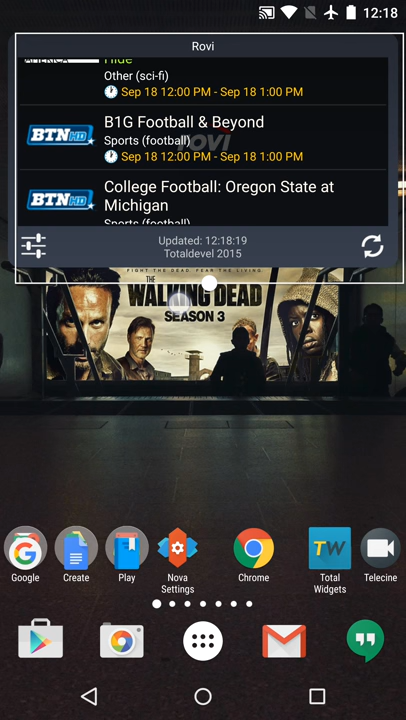 12:18
Rovi
AMERICA
Hide
Other (sci-fi)
Sep 18 12:00 PM - Sep 18 1:00 PM
BTN HD
B1G Football & Beyond
Sports (football)
rovi
Sep 18 12:00 PM - Sep 18 1:00 PM
BTN HD
College Football: Oregon State at
Michigan
Sports (football)
Updated: 12:18:19
Totaldevel 2015
FIGHT THE DEAD. FEAR THE LIVING.
THE
WALKING DEAD
SEASON 3
Google
Create
Play
Nova
Settings
Chrome
TW
Total
Widgets
Telecine